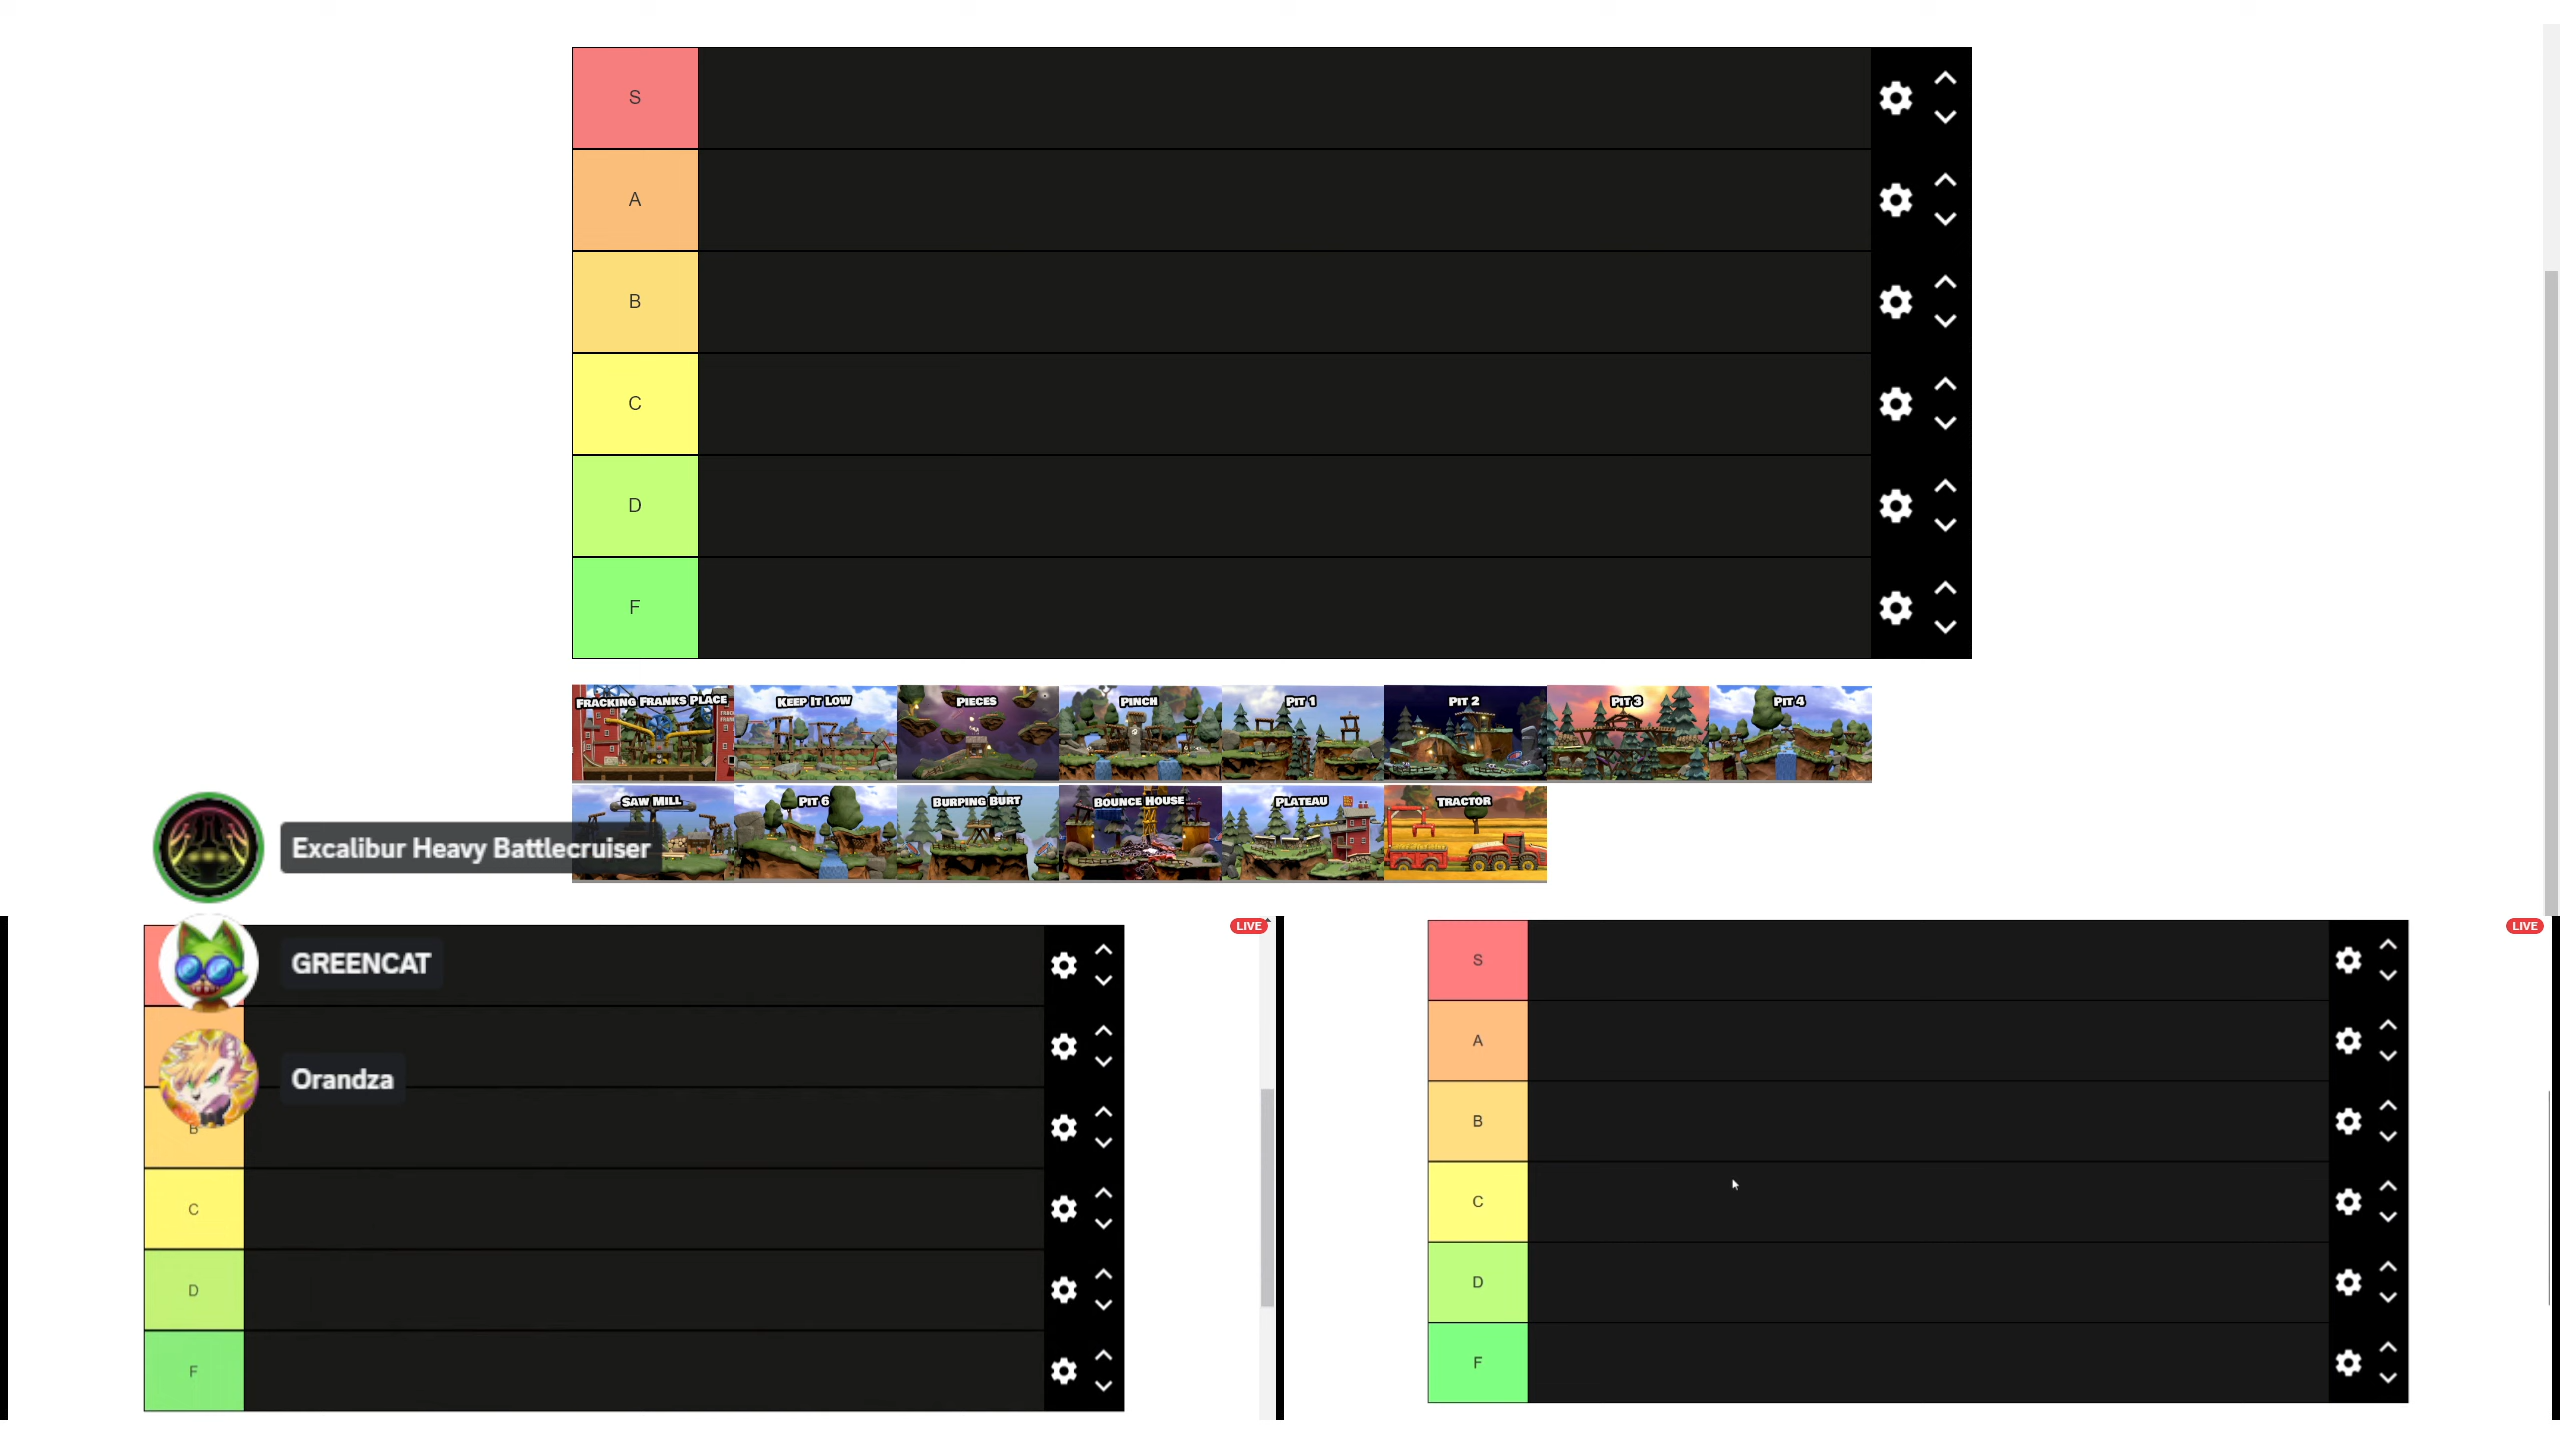 S
A
B
C
D
F
FRACKING FRANKS PLACE
KEEP IT LOW
PIECES
PINCH
PIT 1
PIT 2
PIT 3
PIT 4
SAW MILL
PIT 6
BURPING BURT
BOUNCE HOUSE
PLATEAU
TRACTOR
Excalibur Heavy Battlecruiser
LIVE
GREENCAT
Orandza
B
C
D
F
LIVE
S
A
B
C
D
F